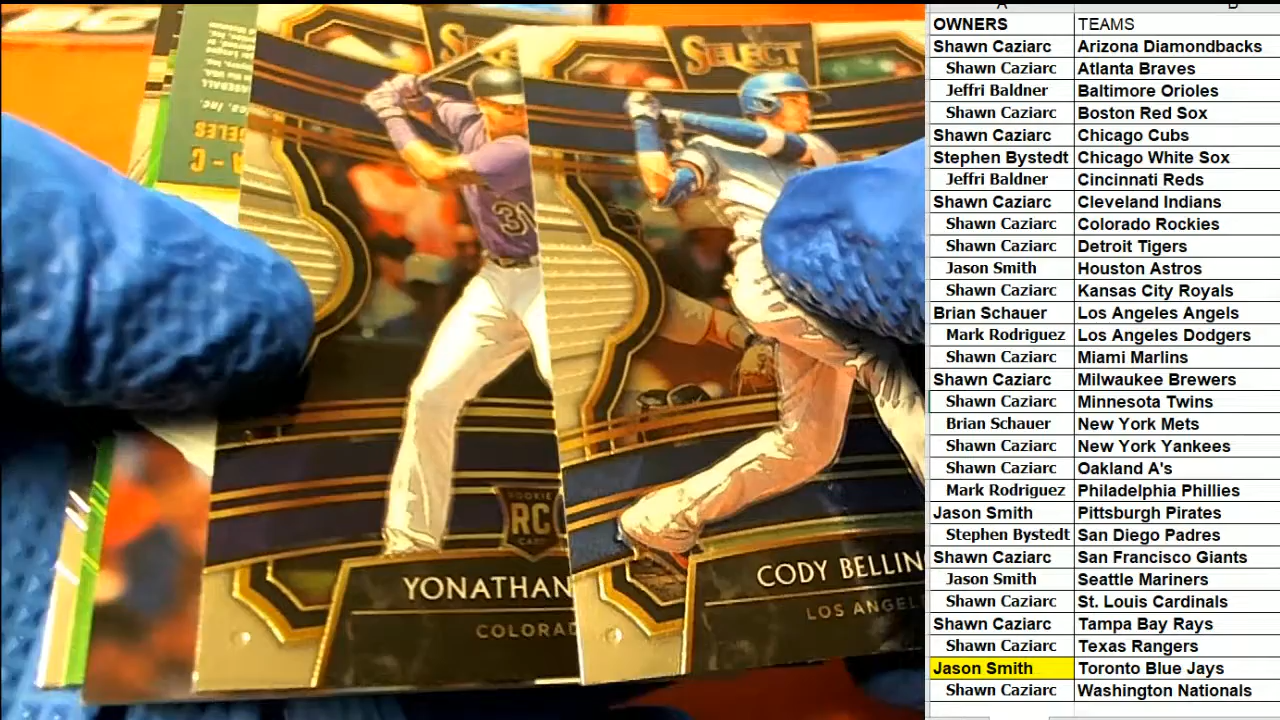 SELECT
31
ROOKIE
RC
CARD
YONATHAN
COLORAD
CODY BELLIN
LOS ANGEL
OWNERS TEAMS
Shawn Caziarc Arizona Diamondbacks
Shawn Caziarc Atlanta Braves
Jeffri Baldner Baltimore Orioles
Shawn Caziarc Boston Red Sox
Shawn Caziarc Chicago Cubs
Stephen Bystedt Chicago White Sox
Jeffri Baldner Cincinnati Reds
Shawn Caziarc Cleveland Indians
Shawn Caziarc Colorado Rockies
Shawn Caziarc Detroit Tigers
Jason Smith Houston Astros
Shawn Caziarc Kansas City Royals
Brian Schauer Los Angeles Angels
Mark Rodriguez Los Angeles Dodgers
Shawn Caziarc Miami Marlins
Shawn Caziarc Milwaukee Brewers
Shawn Caziarc Minnesota Twins
Brian Schauer New York Mets
Shawn Caziarc New York Yankees
Shawn Caziarc Oakland A's
Mark Rodriguez Philadelphia Phillies
Jason Smith Pittsburgh Pirates
Stephen Bystedt San Diego Padres
Shawn Caziarc San Francisco Giants
Jason Smith Seattle Mariners
Shawn Caziarc St. Louis Cardinals
Shawn Caziarc Tampa Bay Rays
Shawn Caziarc Texas Rangers
Jason Smith Toronto Blue Jays
Shawn Caziarc Washington Nationals